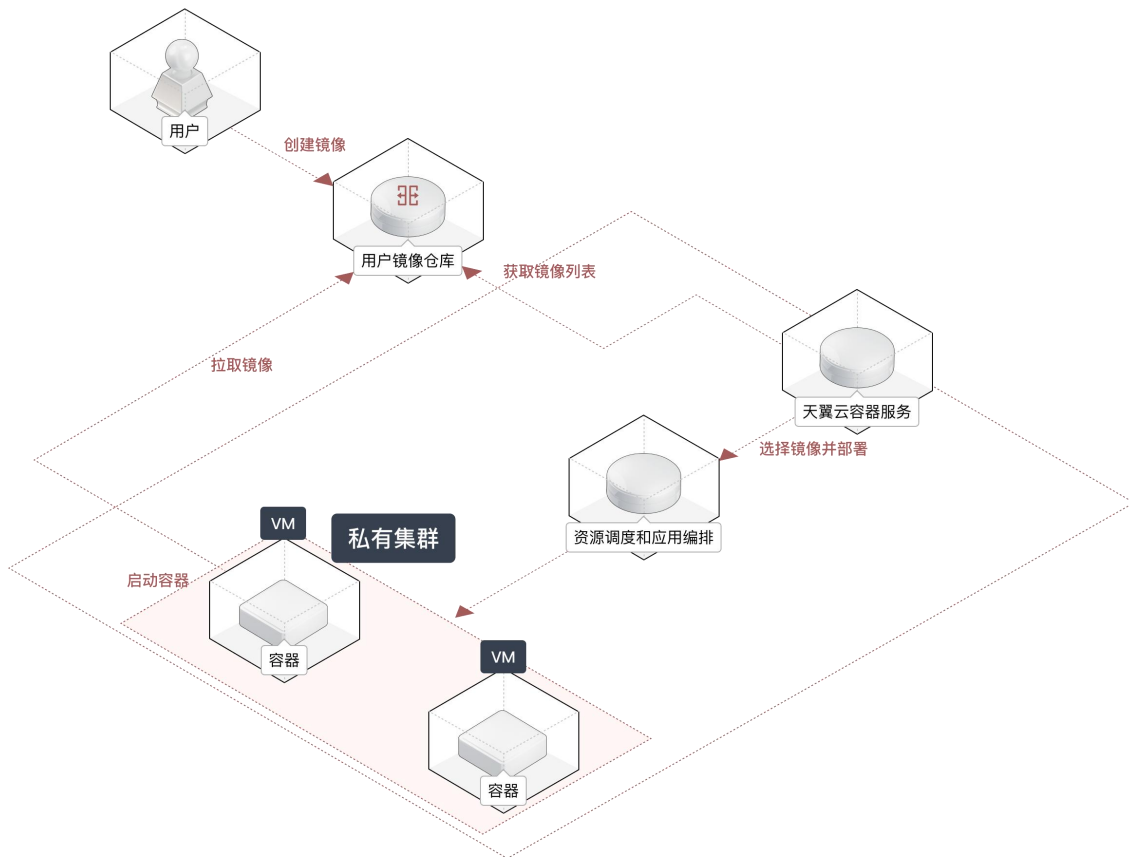 用户
创建镜像
用户镜像仓库
获取镜像列表
拉取镜像
天翼云容器服务
选择镜像并部署
资源调度和应用编排
VM
私有集群
启动容器
容器
VM
容器